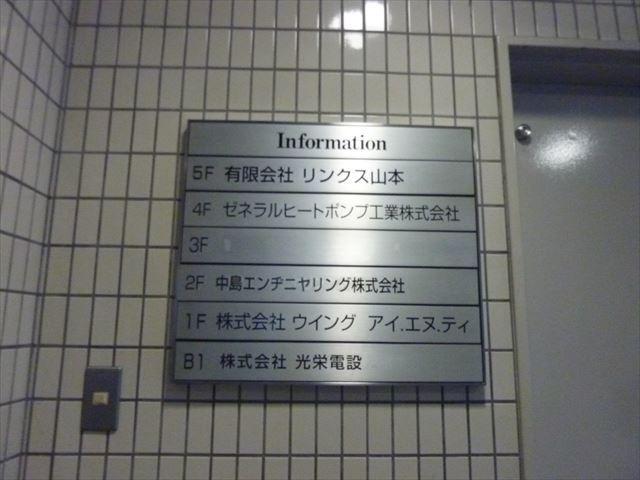 Information
5F 有限会社 リンクス山本
4F ゼネラルヒートポンプ工業株式会社
3F
2F 中島エンヂニヤリング株式会社
1F 株式会社 ウイング アイ.エヌ.ティ
B1 株式会社 光栄電設